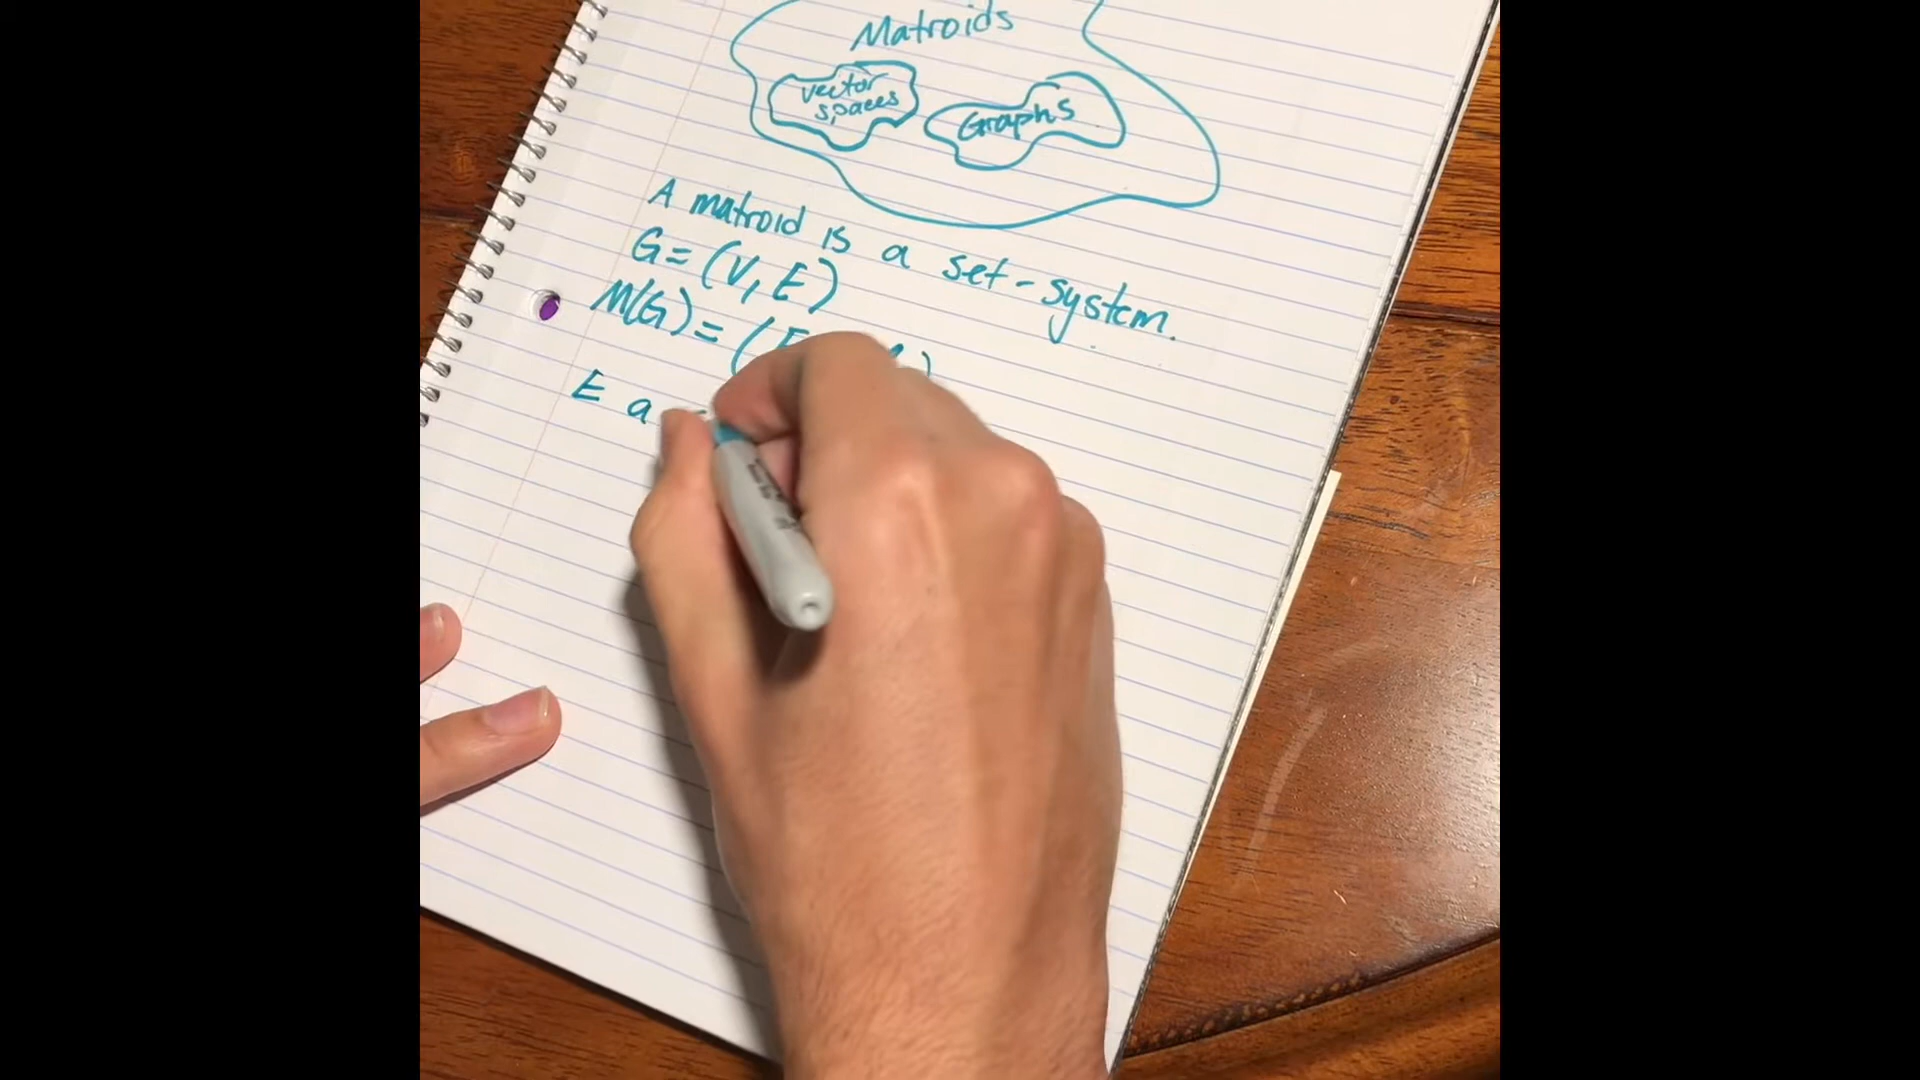 Matroids
vector
spaces
Graphs
A matroid is a set-system.
G = (V, E)
M(G) = (E
E a